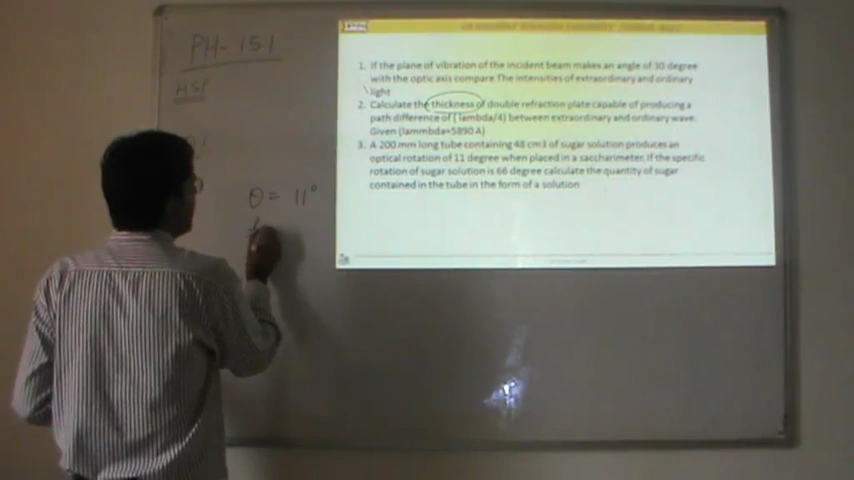 PH-151
HSP
θ = 11°
1. If the plane of vibration of the incident beam makes an angle of 30 degree
with the optic axis compare The intensities of extraordinary and ordinary
light
2. Calculate the thickness of double refraction plate capable of producing a
path difference of ( lambda/4) between extraordinary and ordinary wave.
Given (lammbda=5890 A)
3. A 200 mm long tube containing 48 cm3 of sugar solution produces an
optical rotation of 11 degree when placed in a saccharimeter. If the specific
rotation of sugar solution is 66 degree calculate the quantity of sugar
contained in the tube in the form of a solution